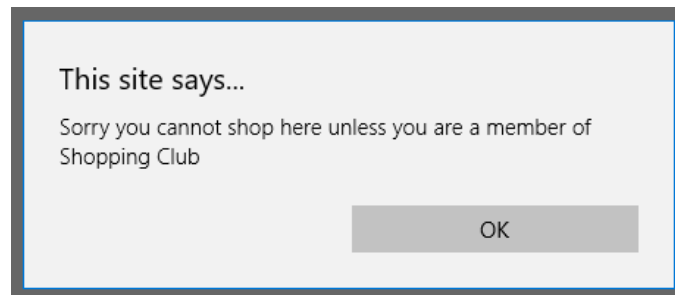 This site says...
Sorry you cannot shop here unless you are a member of
Shopping Club
OK